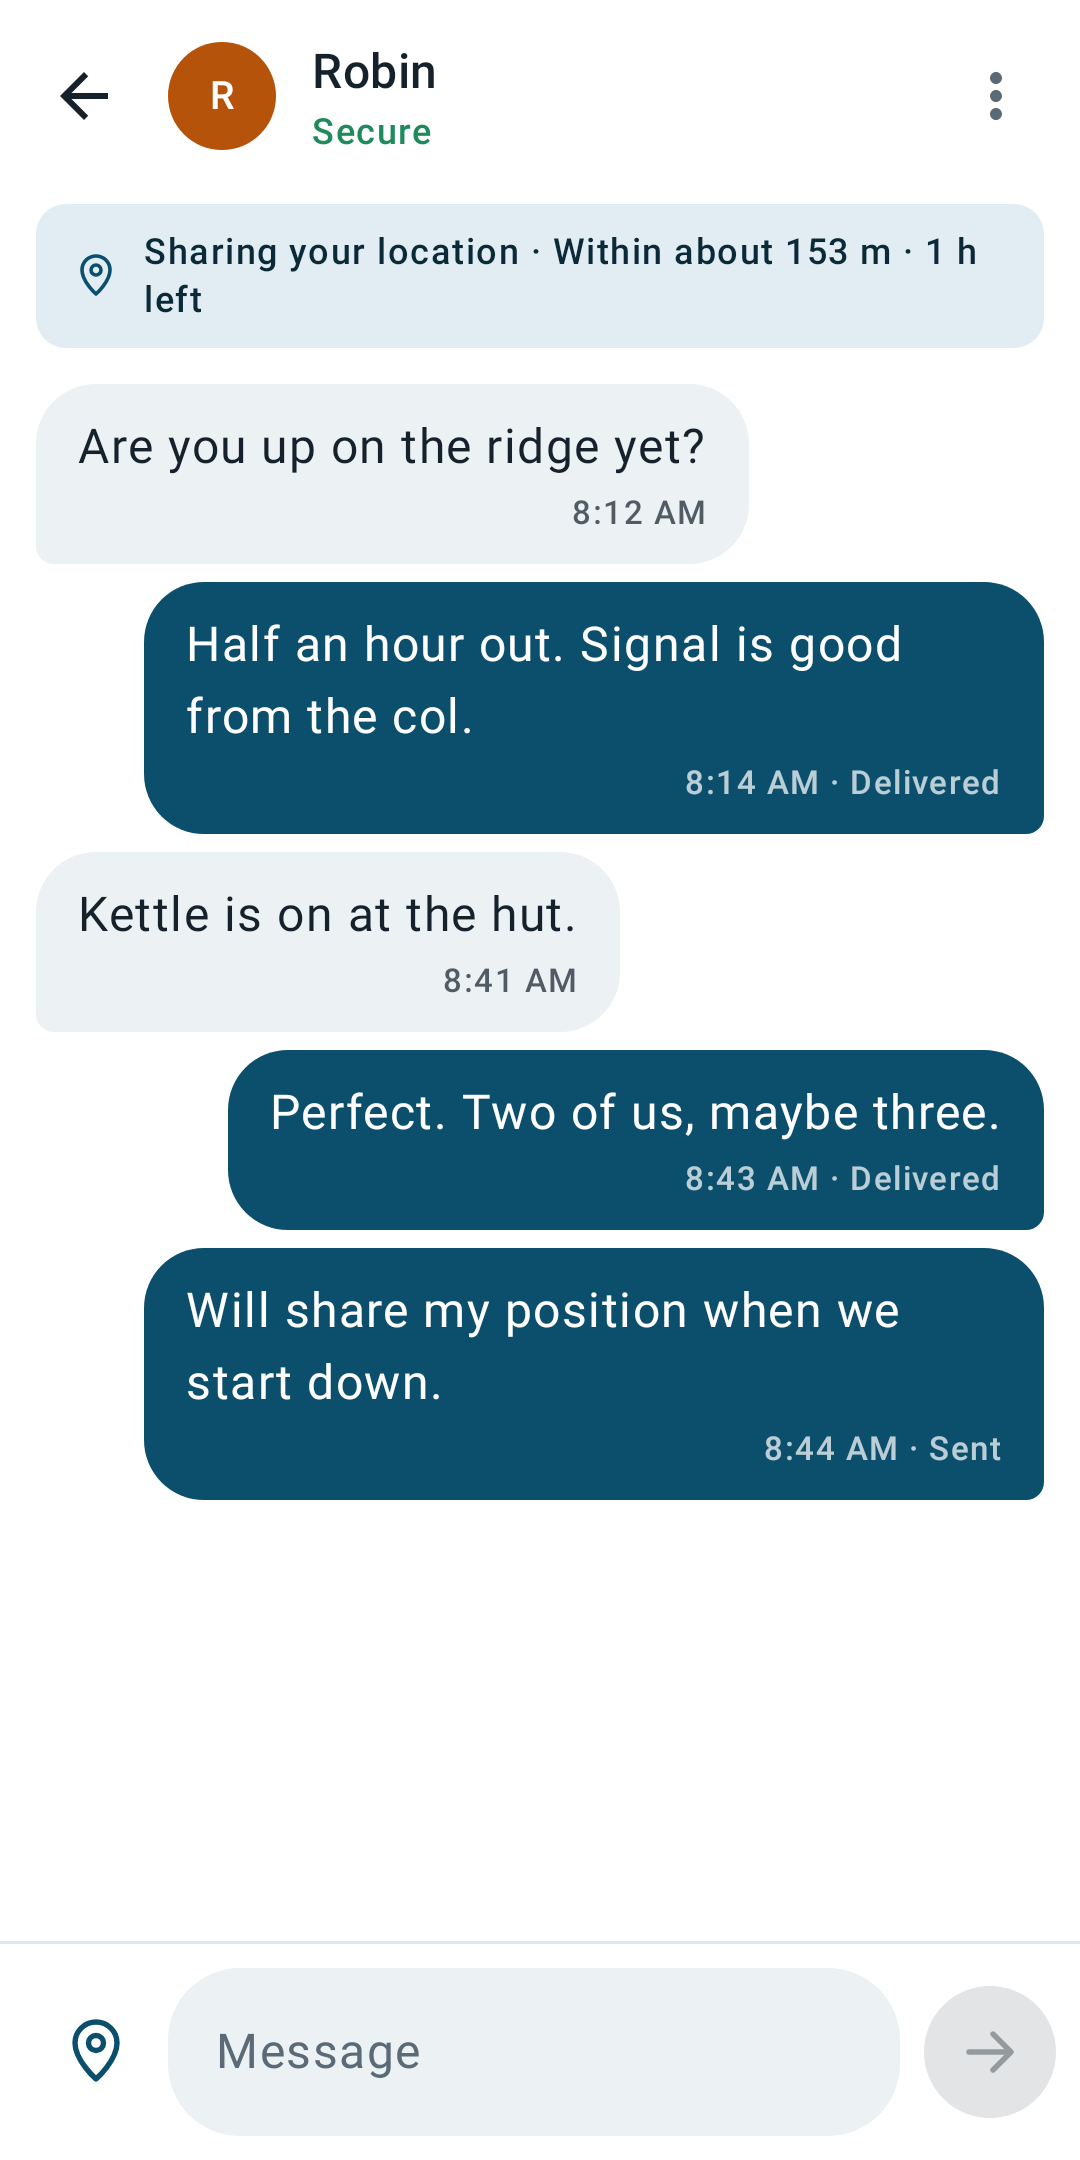 R
Robin
Secure
Sharing your location · Within about 153 m · 1 h
left
Are you up on the ridge yet?
8:12 AM
Half an hour out. Signal is good
from the col.
8:14 AM · Delivered
Kettle is on at the hut.
8:41 AM
Perfect. Two of us, maybe three.
8:43 AM · Delivered
Will share my position when we
start down.
8:44 AM · Sent
Message